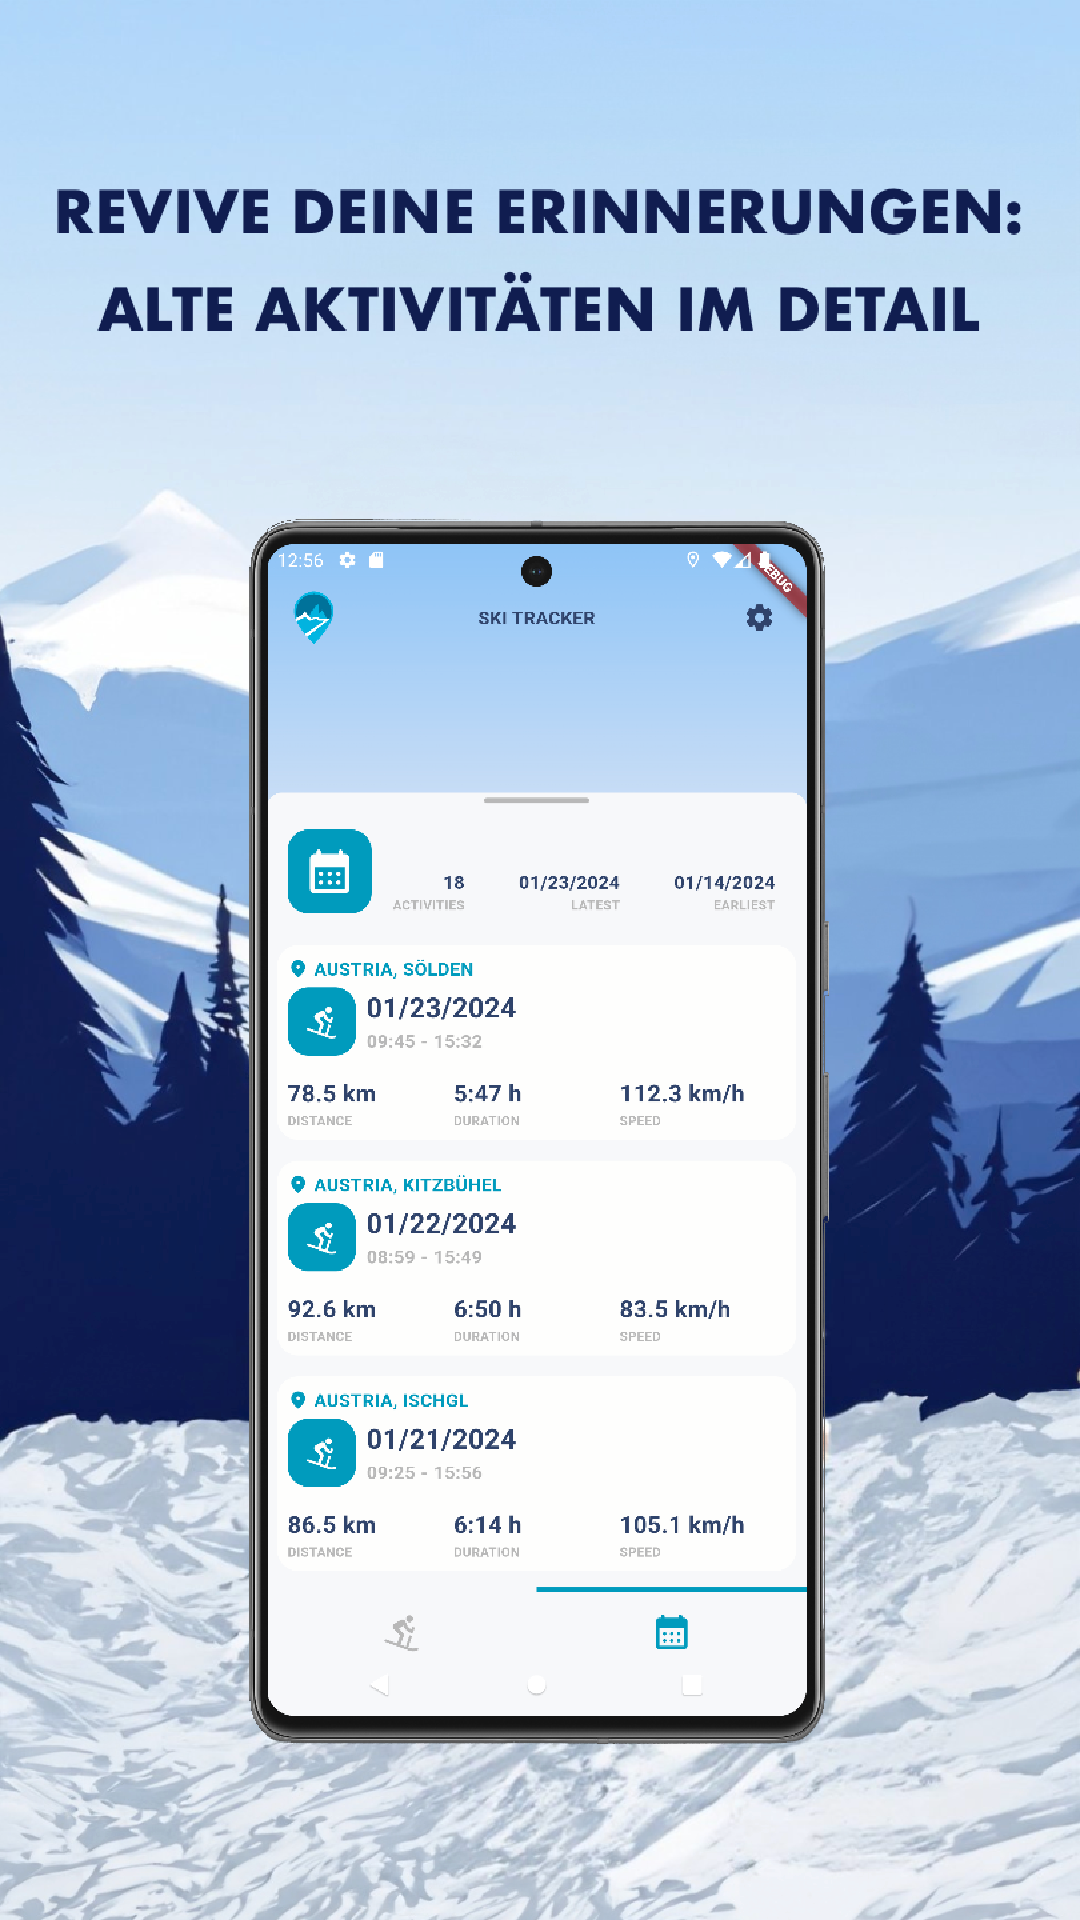 REVIVE DEINE ERINNERUNGEN:
ALTE AKTIVITÄTEN IM DETAIL
12:56
EBUG
SKI TRACKER
18 01/23/2024 01/14/2024
ACTIVITIES LATEST EARLIEST
AUSTRIA, SÖLDEN
01/23/2024
09:45 - 15:32
78.5 km 5:47 h 112.3 km/h
DISTANCE DURATION SPEED
AUSTRIA, KITZBÜHEL
01/22/2024
08:59 - 15:49
92.6 km 6:50 h 83.5 km/h
DISTANCE DURATION SPEED
AUSTRIA, ISCHGL
01/21/2024
09:25 - 15:56
86.5 km 6:14 h 105.1 km/h
DISTANCE DURATION SPEED